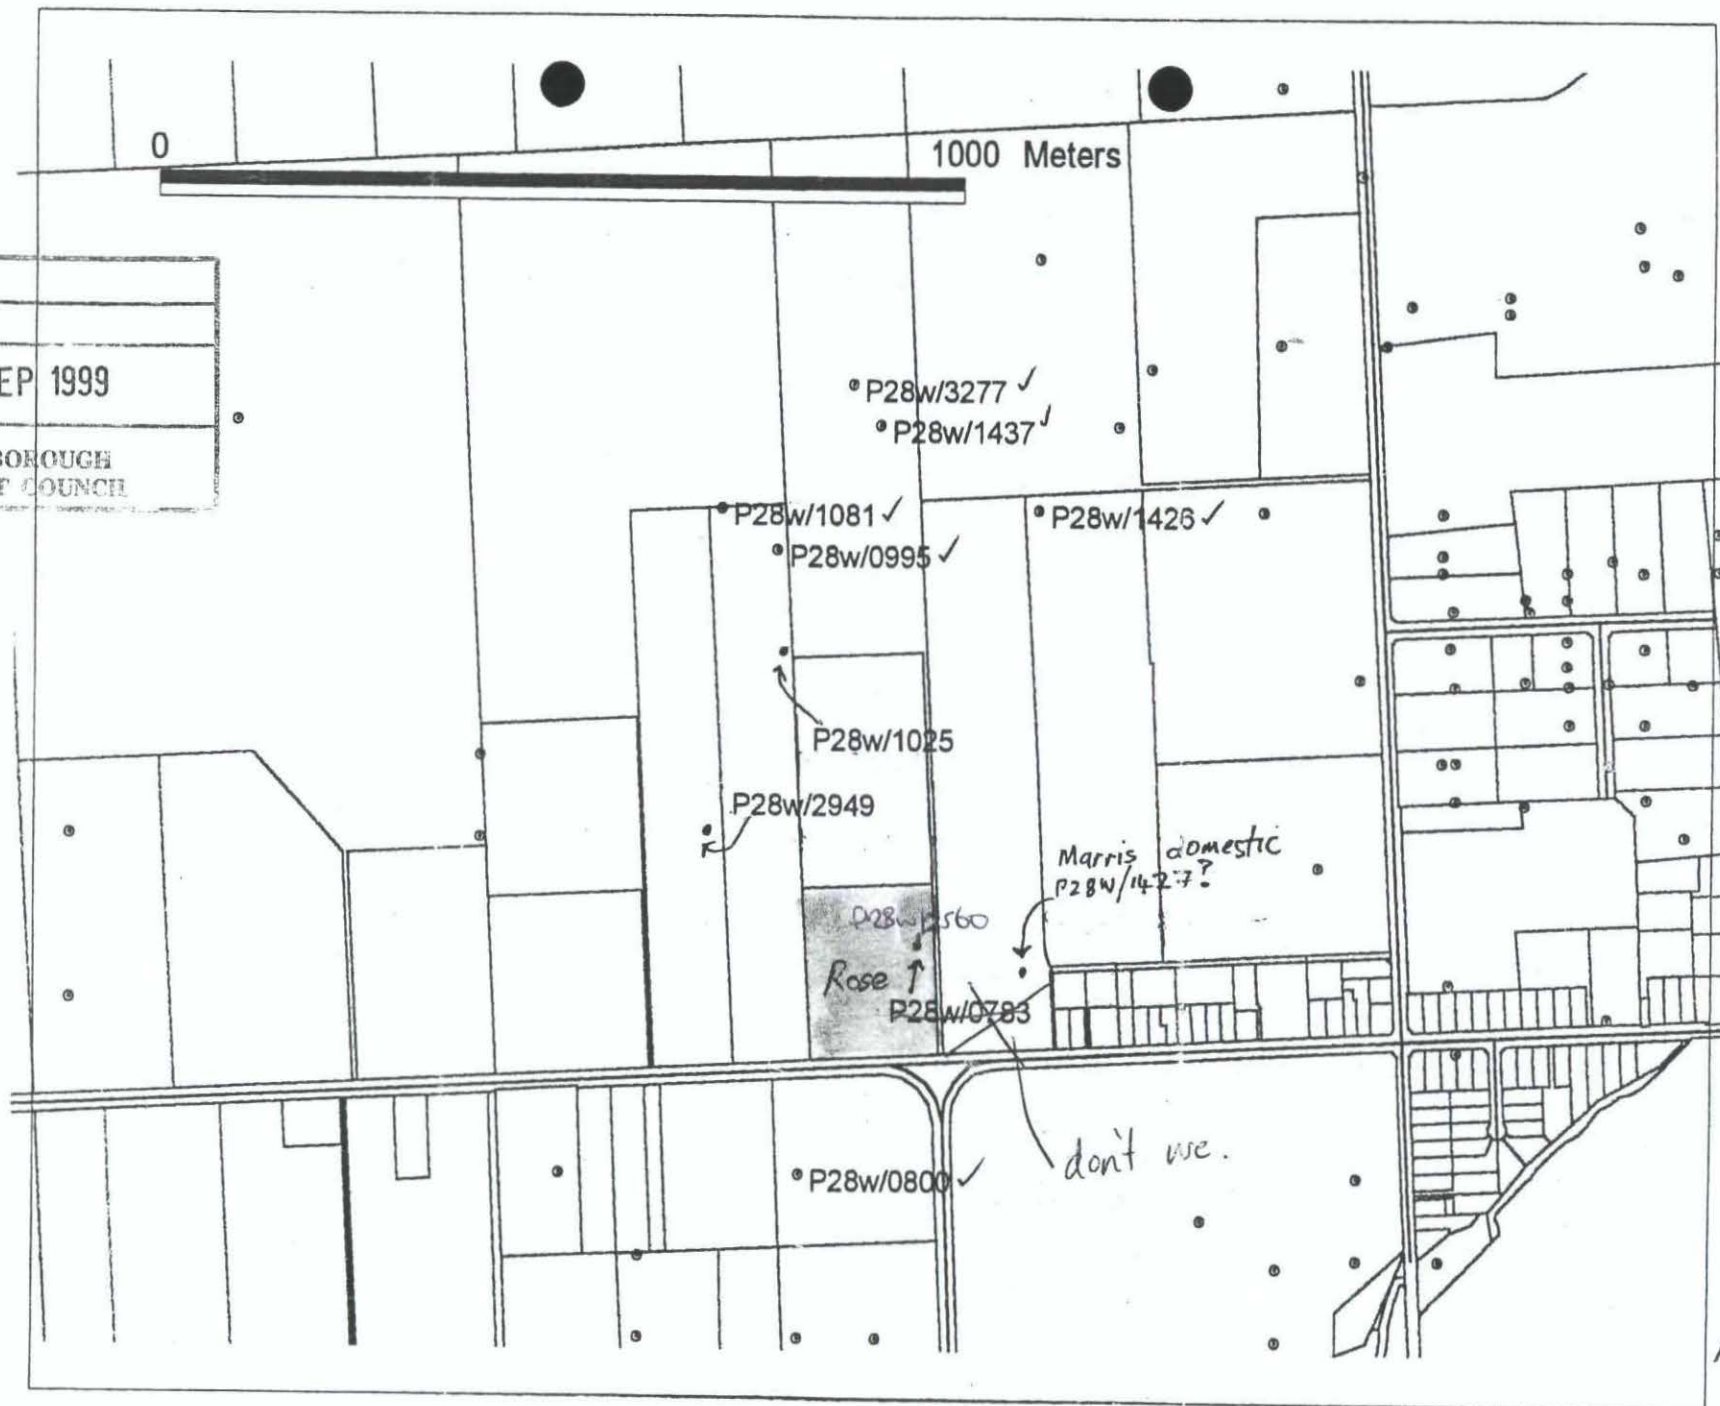 0
1000 Meters
EP 1999
BOROUGH
COUNCIL
P28w/3277 ✓
P28w/1437 ✓
P28w/1081 ✓
P28w/1426 ✓
P28w/0995 ✓
P28w/1025
P28w/2949
Marris domestic
P28W/1427?
Rose
P28w/0783
don't use.
P28w/0800 ✓